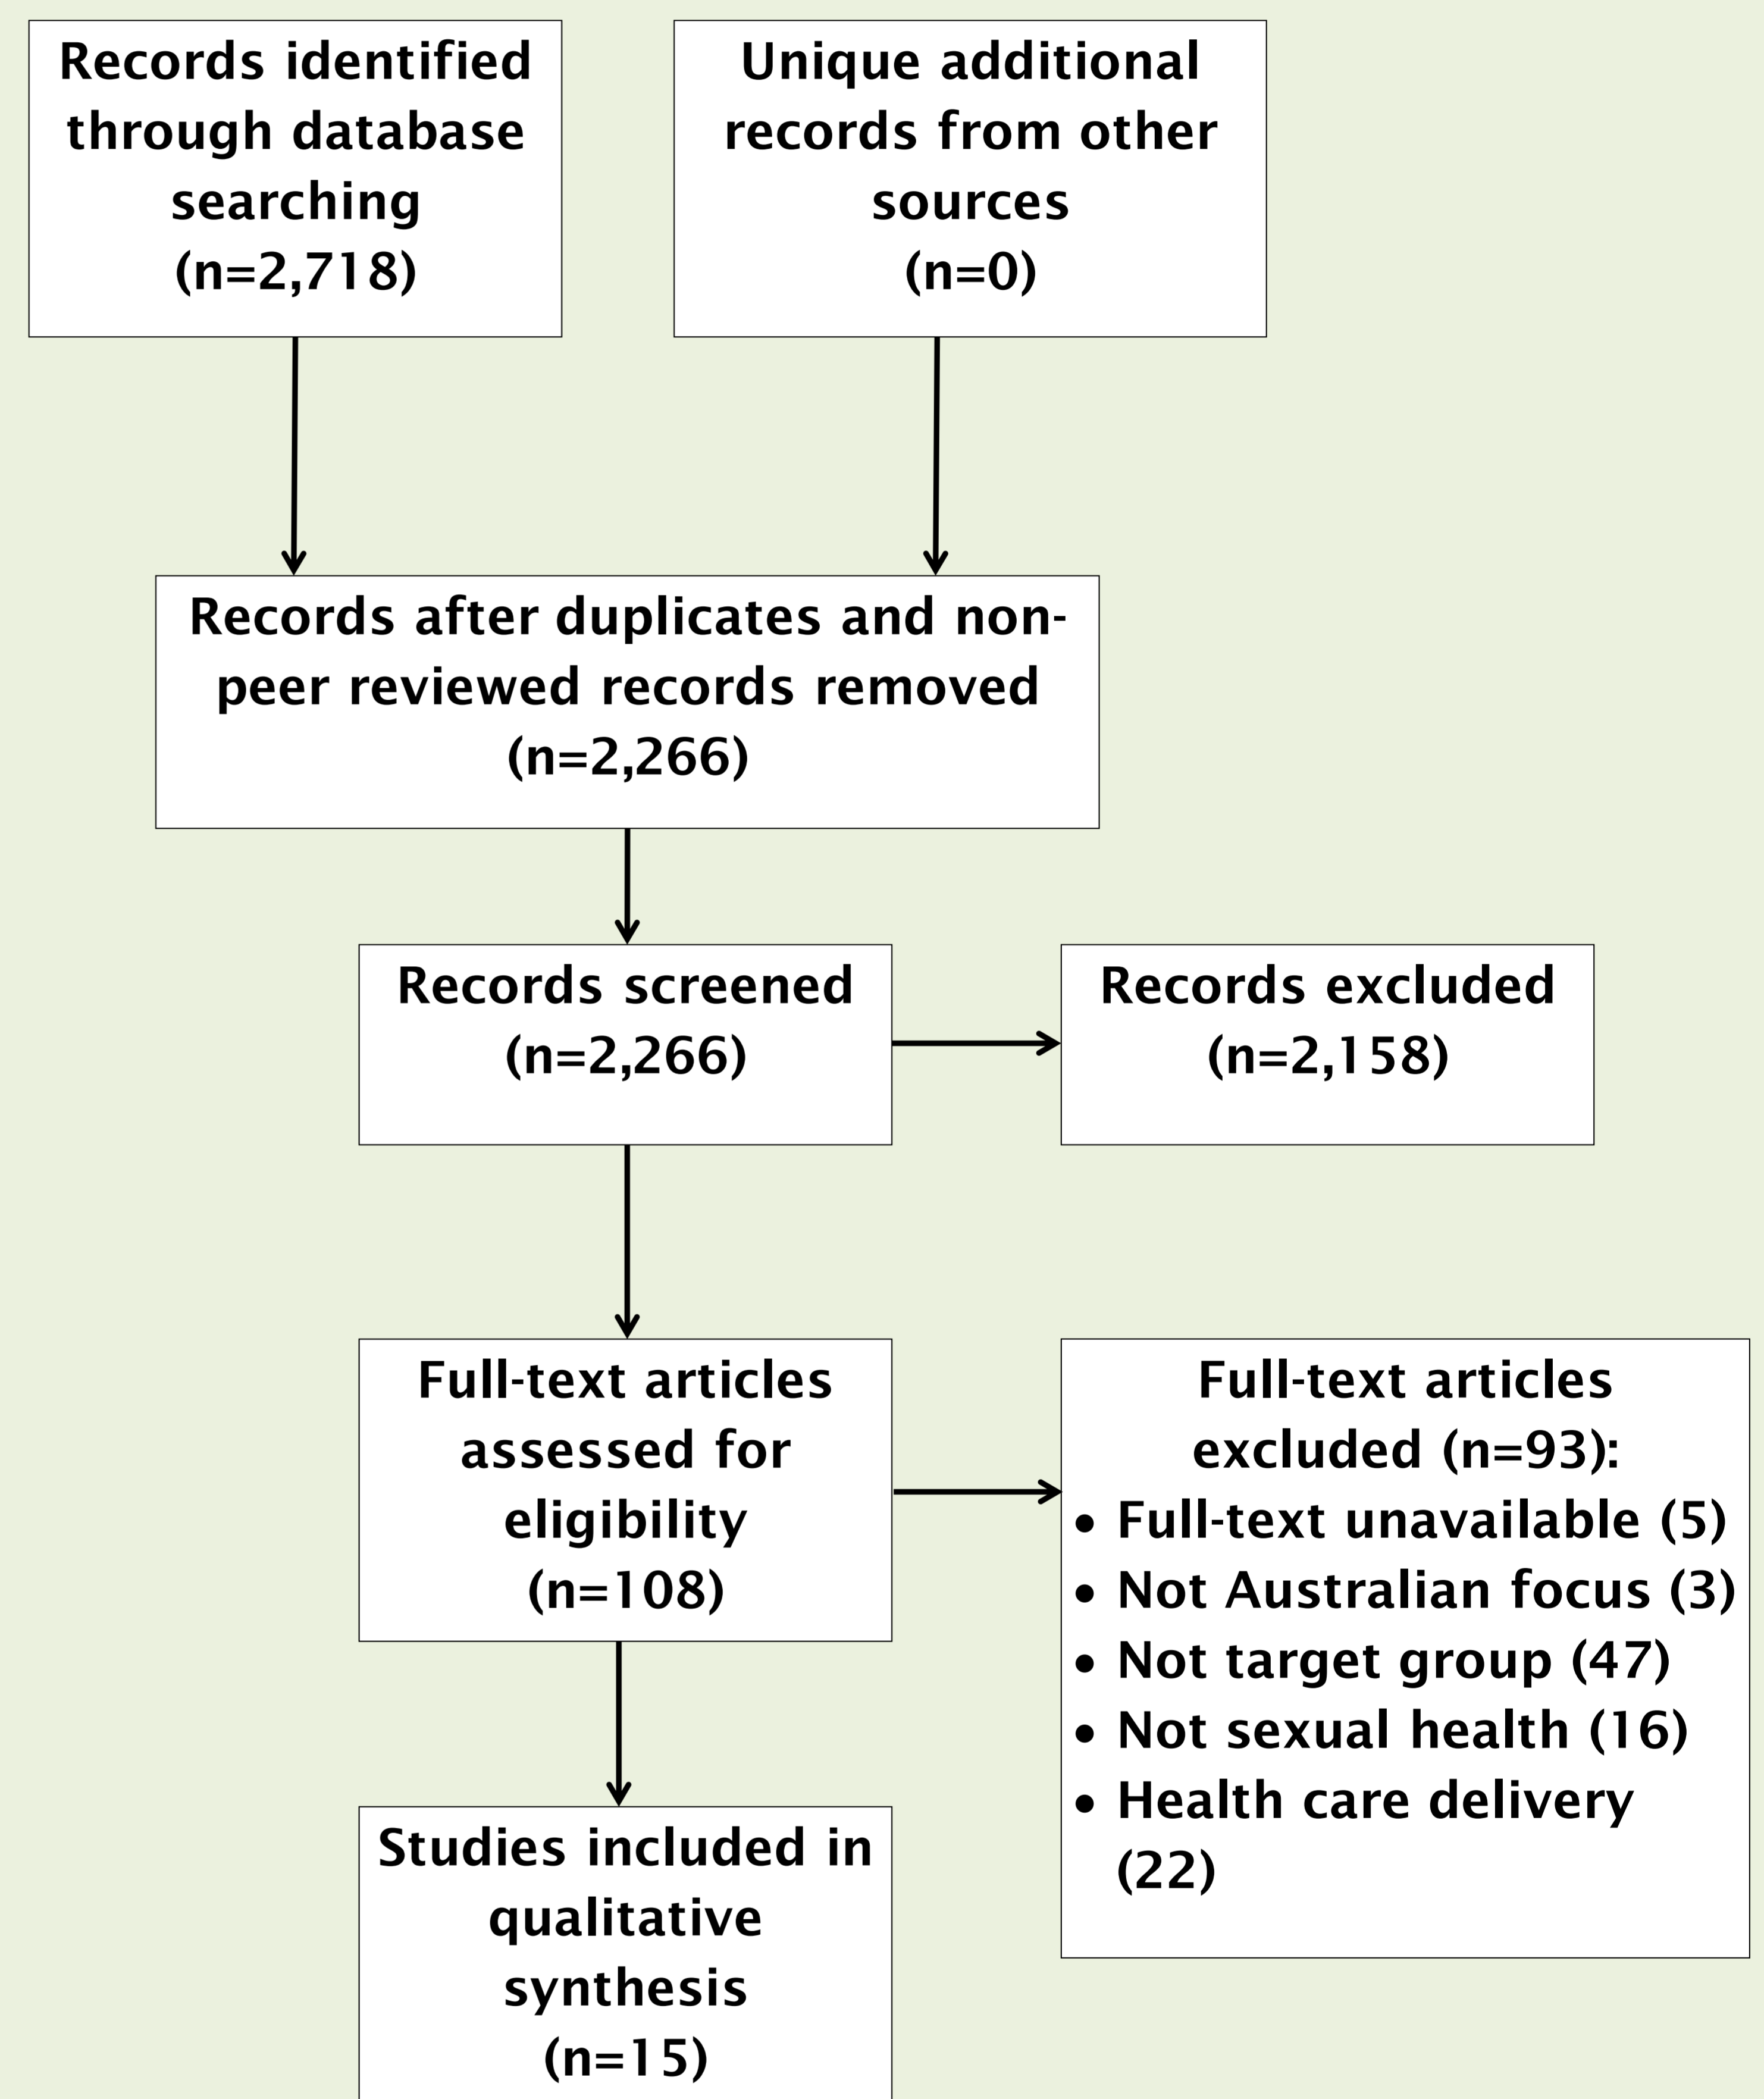 Records identified
through database
searching
(n=2,718)
Unique additional
records from other
sources
(n=0)
Records after duplicates and non-
peer reviewed records removed
(n=2,266)
Records screened
(n=2,266)
Records excluded
(n=2,158)
Full-text articles
assessed for
eligibility
(n=108)
Full-text articles
excluded (n=93):
• Full-text unavailable (5)
• Not Australian focus (3)
• Not target group (47)
• Not sexual health (16)
• Health care delivery
(22)
Studies included in
qualitative
synthesis
(n=15)